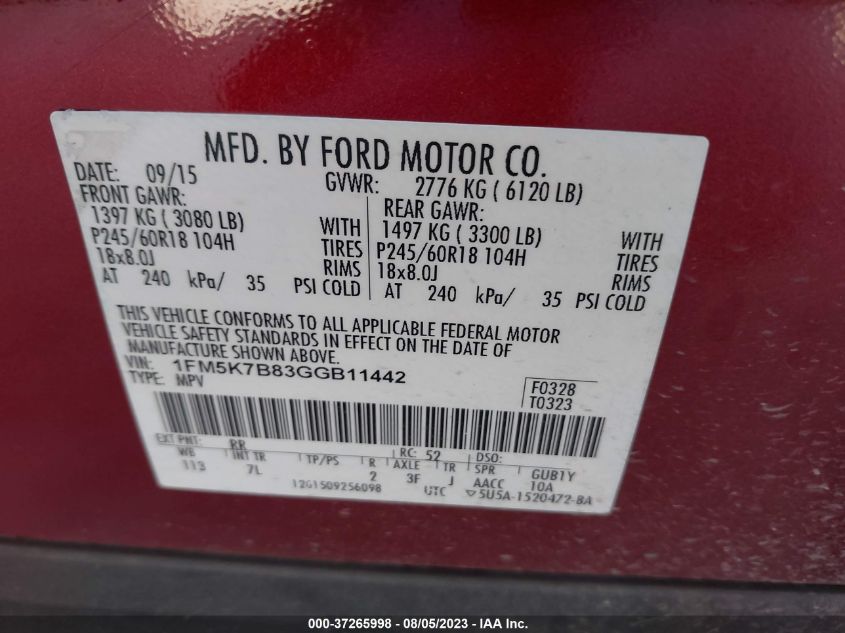 MFD. BY FORD MOTOR CO.
DATE: 09/15 GVWR: 2776 KG ( 6120 LB)
FRONT GAWR: REAR GAWR:
1397 KG ( 3080 LB) WITH 1497 KG ( 3300 LB) WITH
P245/60R18 104H TIRES P245/60R18 104H TIRES
18x8.0J RIMS 18x8.0J RIMS
AT 240 kPa/ 35 PSI COLD AT 240 kPa/ 35 PSI COLD
THIS VEHICLE CONFORMS TO ALL APPLICABLE FEDERAL MOTOR
VEHICLE SAFETY STANDARDS IN EFFECT ON THE DATE OF
MANUFACTURE SHOWN ABOVE.
VIN: 1FM5K7B83GGB11442
TYPE: MPV
F0328
T0323
EXT PNT: RR RC: 52 DSO:
WB INT TR TP/PS R AXLE TR SPR GUB1Y
113 7L 2 3F J AACC 10A
12G1509256098 UTC ▽5U5A-1520472-BA
000-37265998 - 08/05/2023 - IAA Inc.